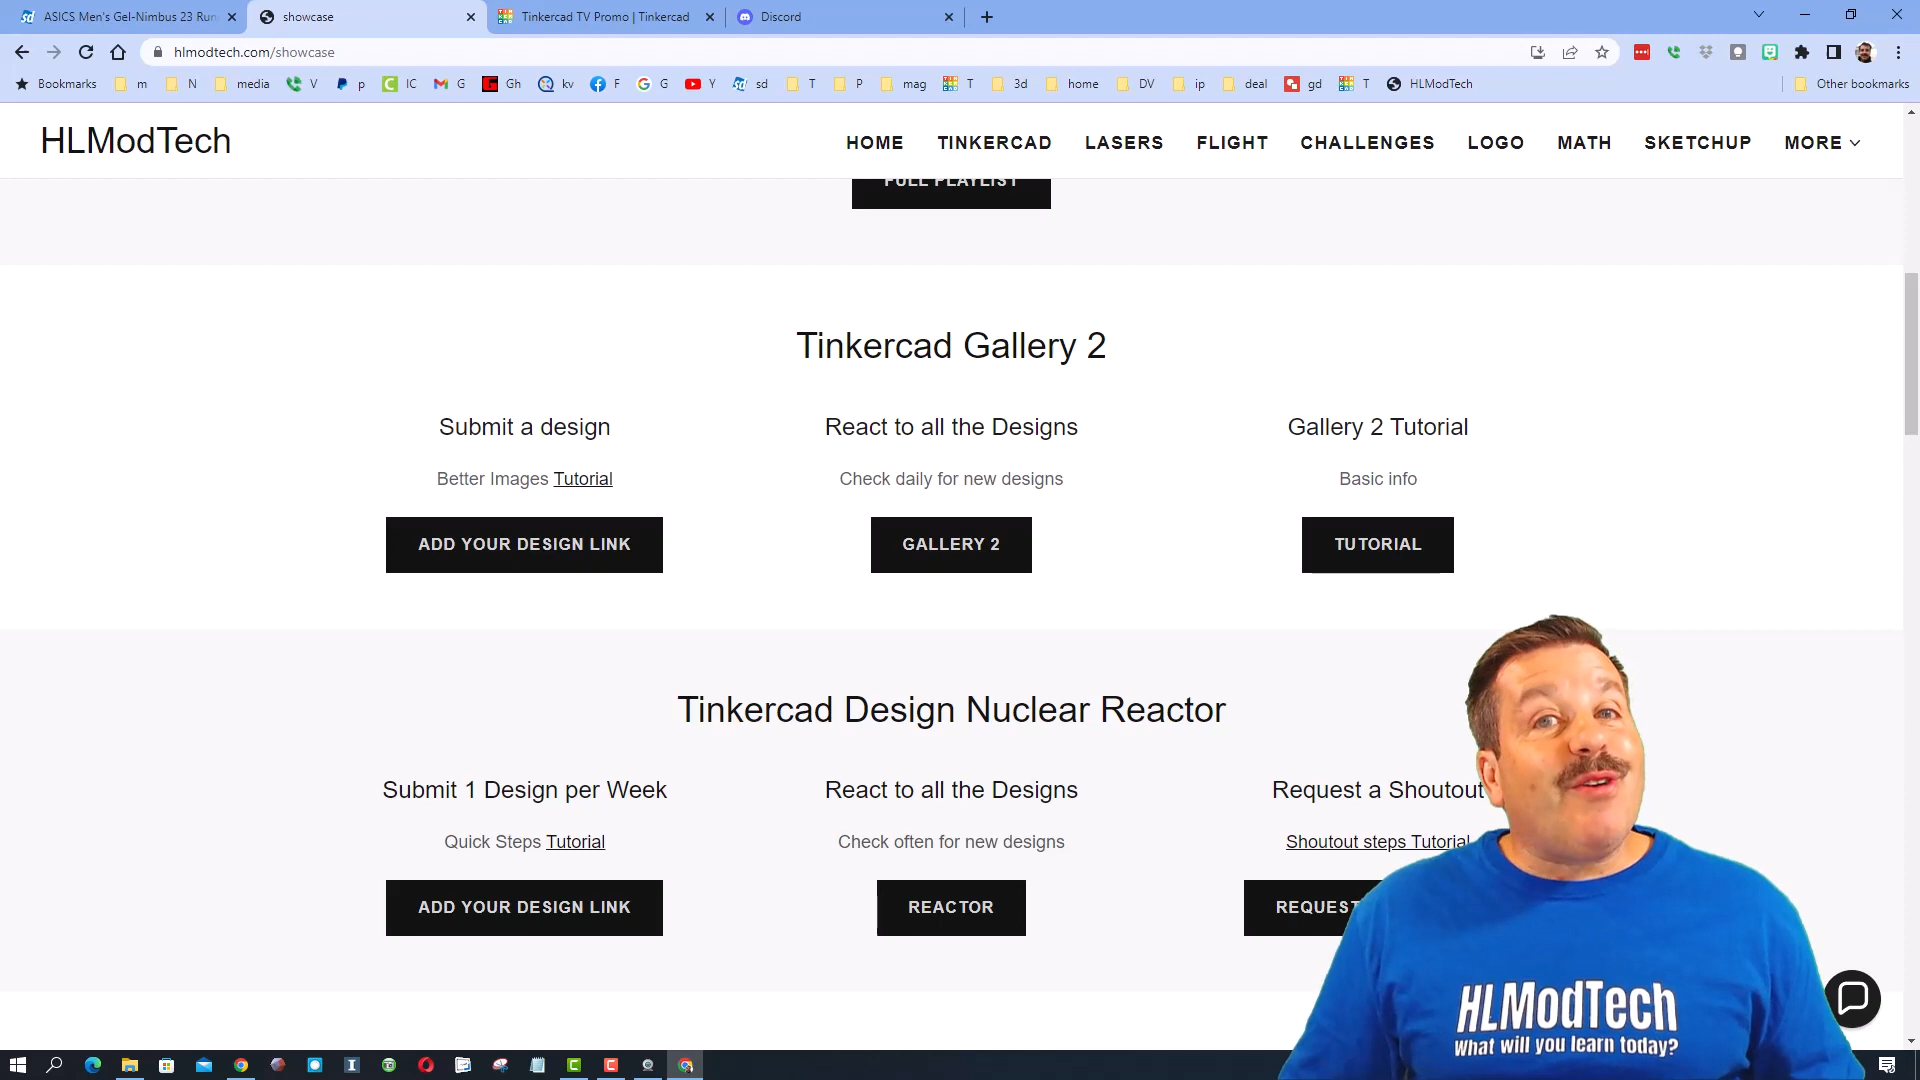 ASICS Men's Gel-Nimbus 23 Run
showcase
Tinkercad TV Promo | Tinkercad
Discord
hlmodtech.com/showcase
Bookmarks m N media V p IC G Gh kv F G Y sd T P mag T 3d home DV ip deal gd T HLModTech Other bookmarks
HLModTech
HOME TINKERCAD LASERS FLIGHT CHALLENGES LOGO MATH SKETCHUP MORE
FULL PLAYLIST
Tinkercad Gallery 2
Submit a design
Better Images Tutorial
ADD YOUR DESIGN LINK
React to all the Designs
Check daily for new designs
GALLERY 2
Gallery 2 Tutorial
Basic info
TUTORIAL
Tinkercad Design Nuclear Reactor
Submit 1 Design per Week
Quick Steps Tutorial
ADD YOUR DESIGN LINK
React to all the Designs
Check often for new designs
REACTOR
Request a Shoutout
Shoutout steps Tutorial
REQUEST
HLModTech
What will you learn today?